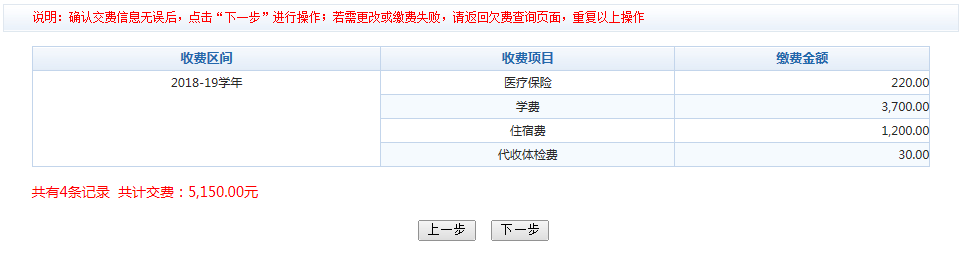 说明：确认交费信息无误后，点击“下一步”进行操作；若需更改或缴费失败，请返回欠费查询页面，重复以上操作
收费区间 收费项目 缴费金额
2018-19学年 医疗保险 220.00
学费 3,700.00
住宿费 1,200.00
代收体检费 30.00
共有4条记录 共计交费：5,150.00元
上一步 下一步